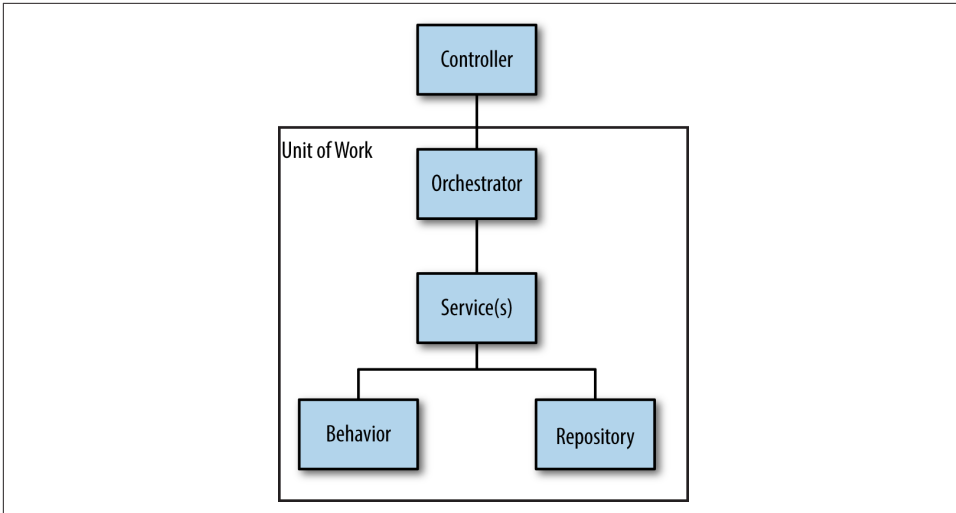 Controller
Unit of Work
Orchestrator
Service(s)
Behavior
Repository